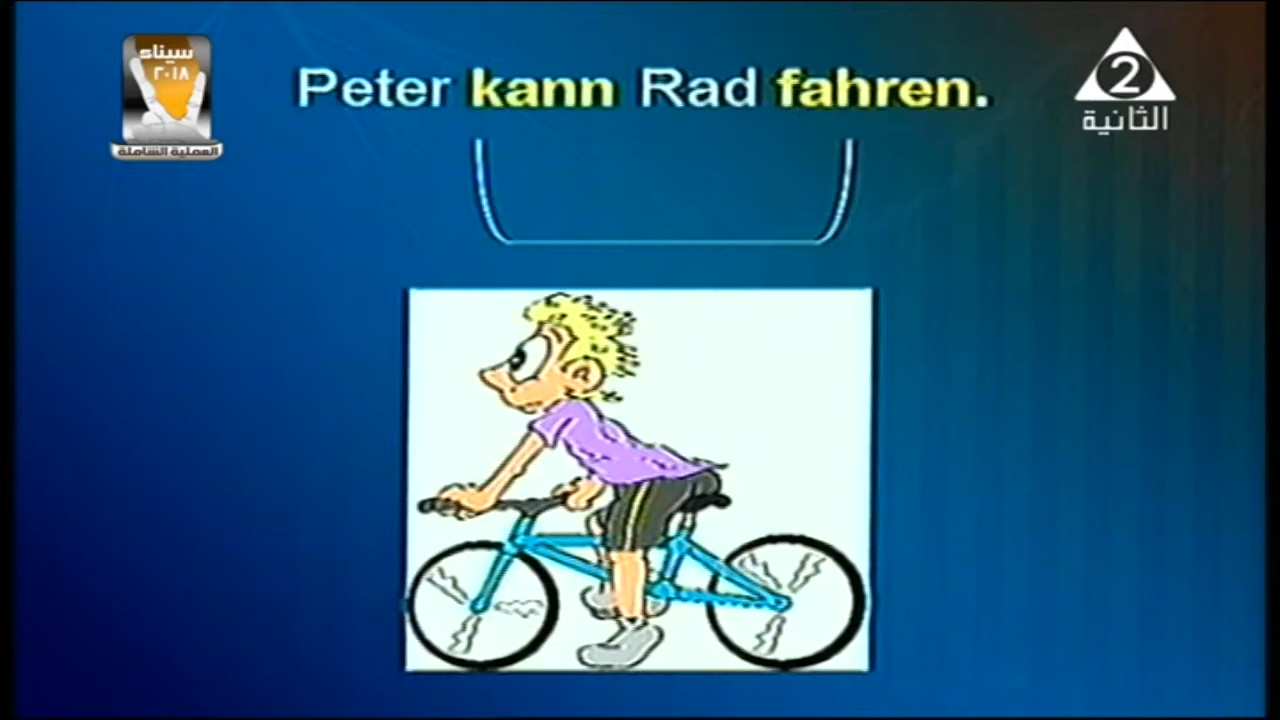 سيناء
٢٠١٨
العملية الشاملة
Peter kann Rad fahren.
2
الثانية